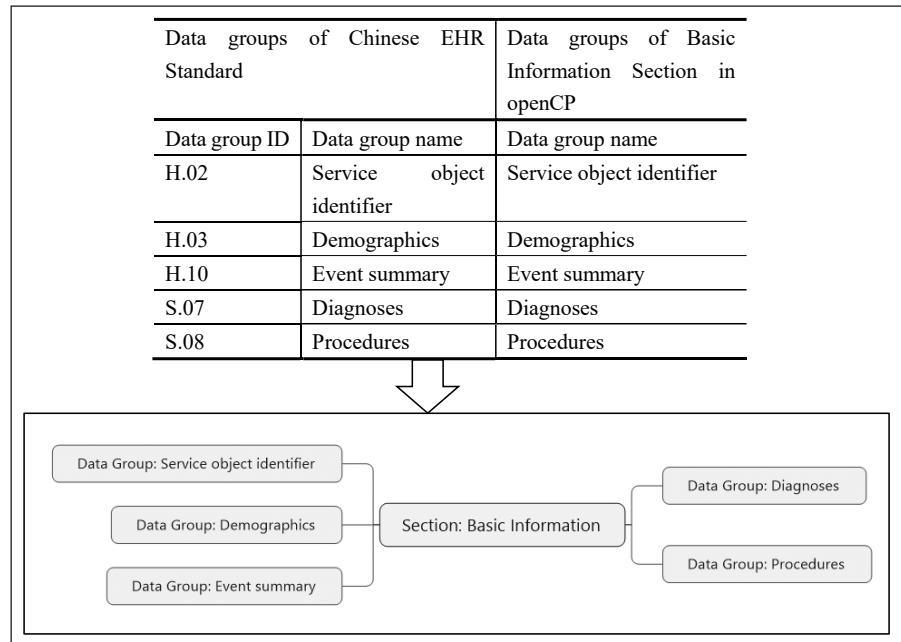 Data groups of Chinese EHR Standard
Data groups of Basic Information Section in openCP
Data group ID
Data group name
Data group name
H.02
Service object identifier
Service object identifier
H.03
Demographics
Demographics
H.10
Event summary
Event summary
S.07
Diagnoses
Diagnoses
S.08
Procedures
Procedures
Data Group: Service object identifier
Data Group: Demographics
Data Group: Event summary
Section: Basic Information
Data Group: Diagnoses
Data Group: Procedures